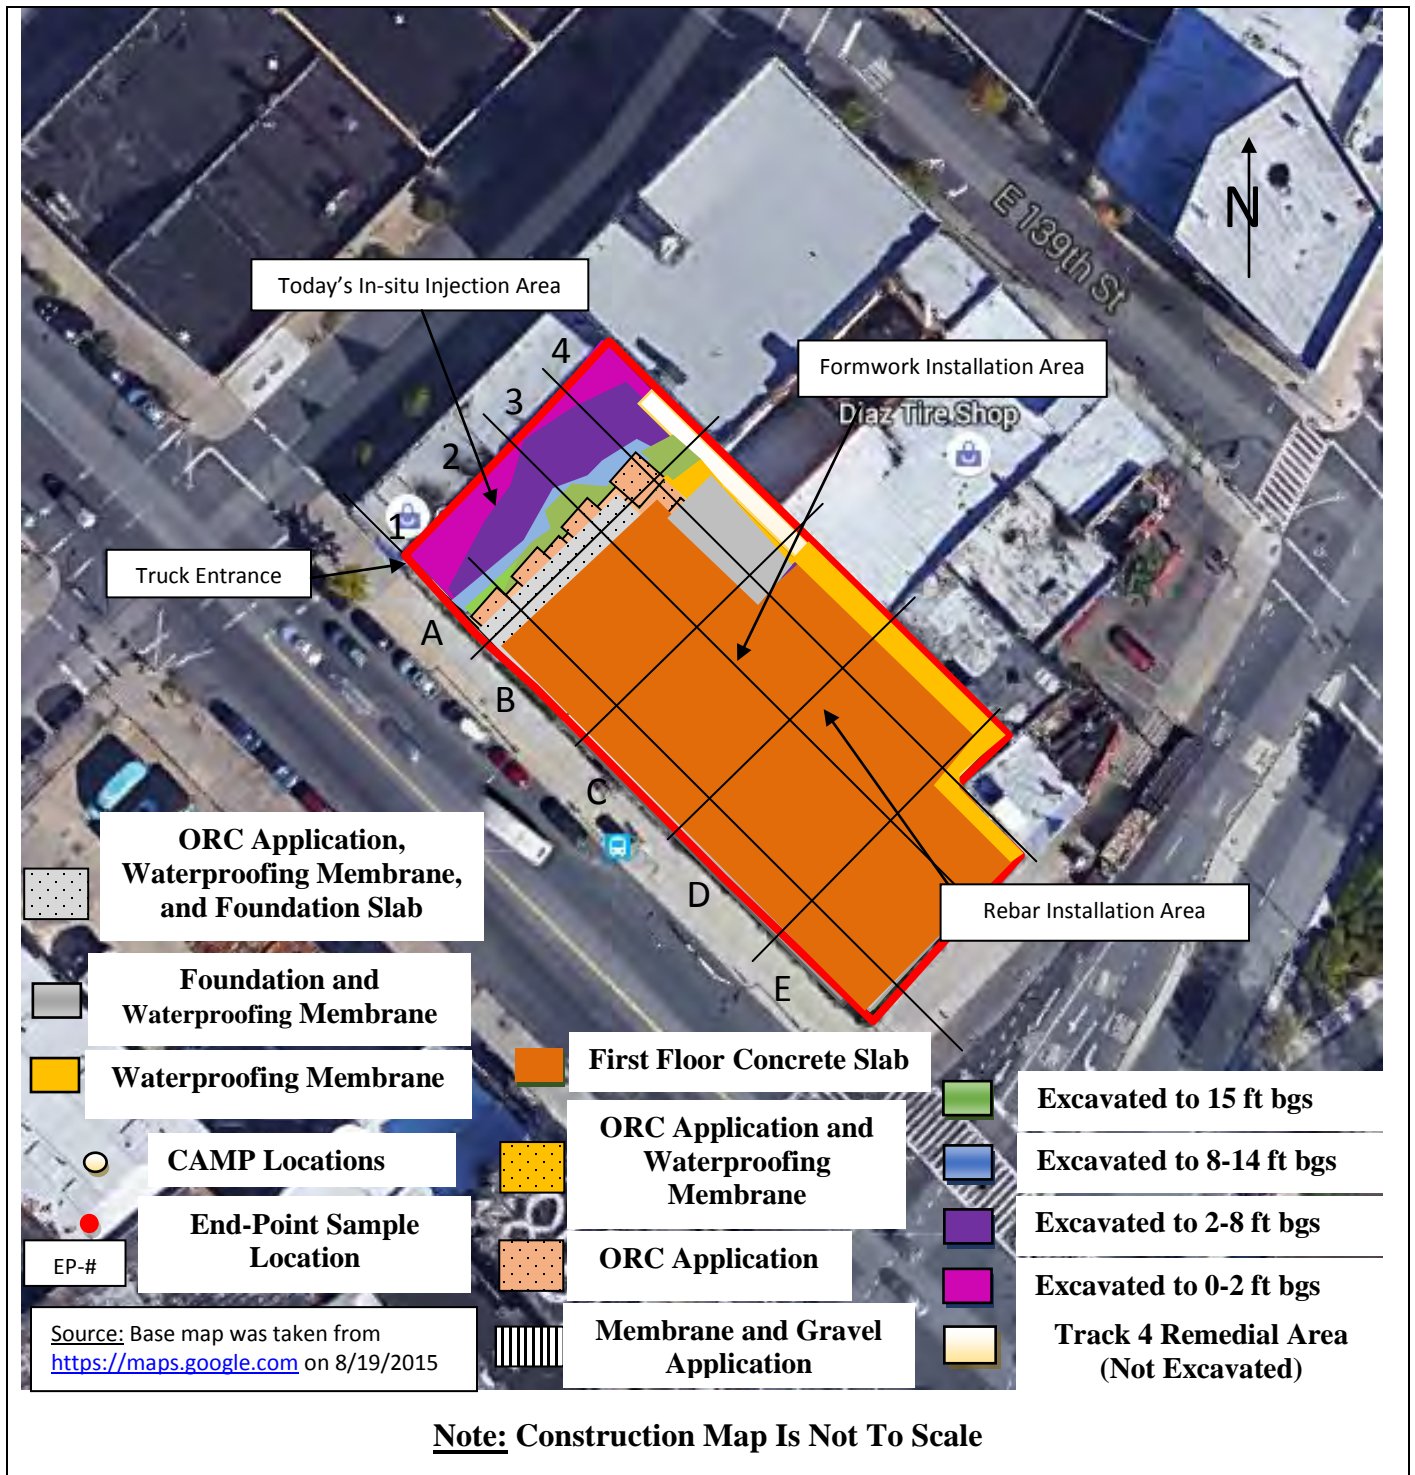 E 139th St
N
Today's In-situ Injection Area
Formwork Installation Area
Diaz Tire Shop
4
3
2
1
Truck Entrance
A
B
C
D
E
Rebar Installation Area
ORC Application,
Waterproofing Membrane,
and Foundation Slab
Foundation and
Waterproofing Membrane
Waterproofing Membrane
CAMP Locations
End-Point Sample
Location
EP-#
Source: Base map was taken from
https://maps.google.com on 8/19/2015
First Floor Concrete Slab
ORC Application and
Waterproofing
Membrane
ORC Application
Membrane and Gravel
Application
Excavated to 15 ft bgs
Excavated to 8-14 ft bgs
Excavated to 2-8 ft bgs
Excavated to 0-2 ft bgs
Track 4 Remedial Area
(Not Excavated)
Note: Construction Map Is Not To Scale